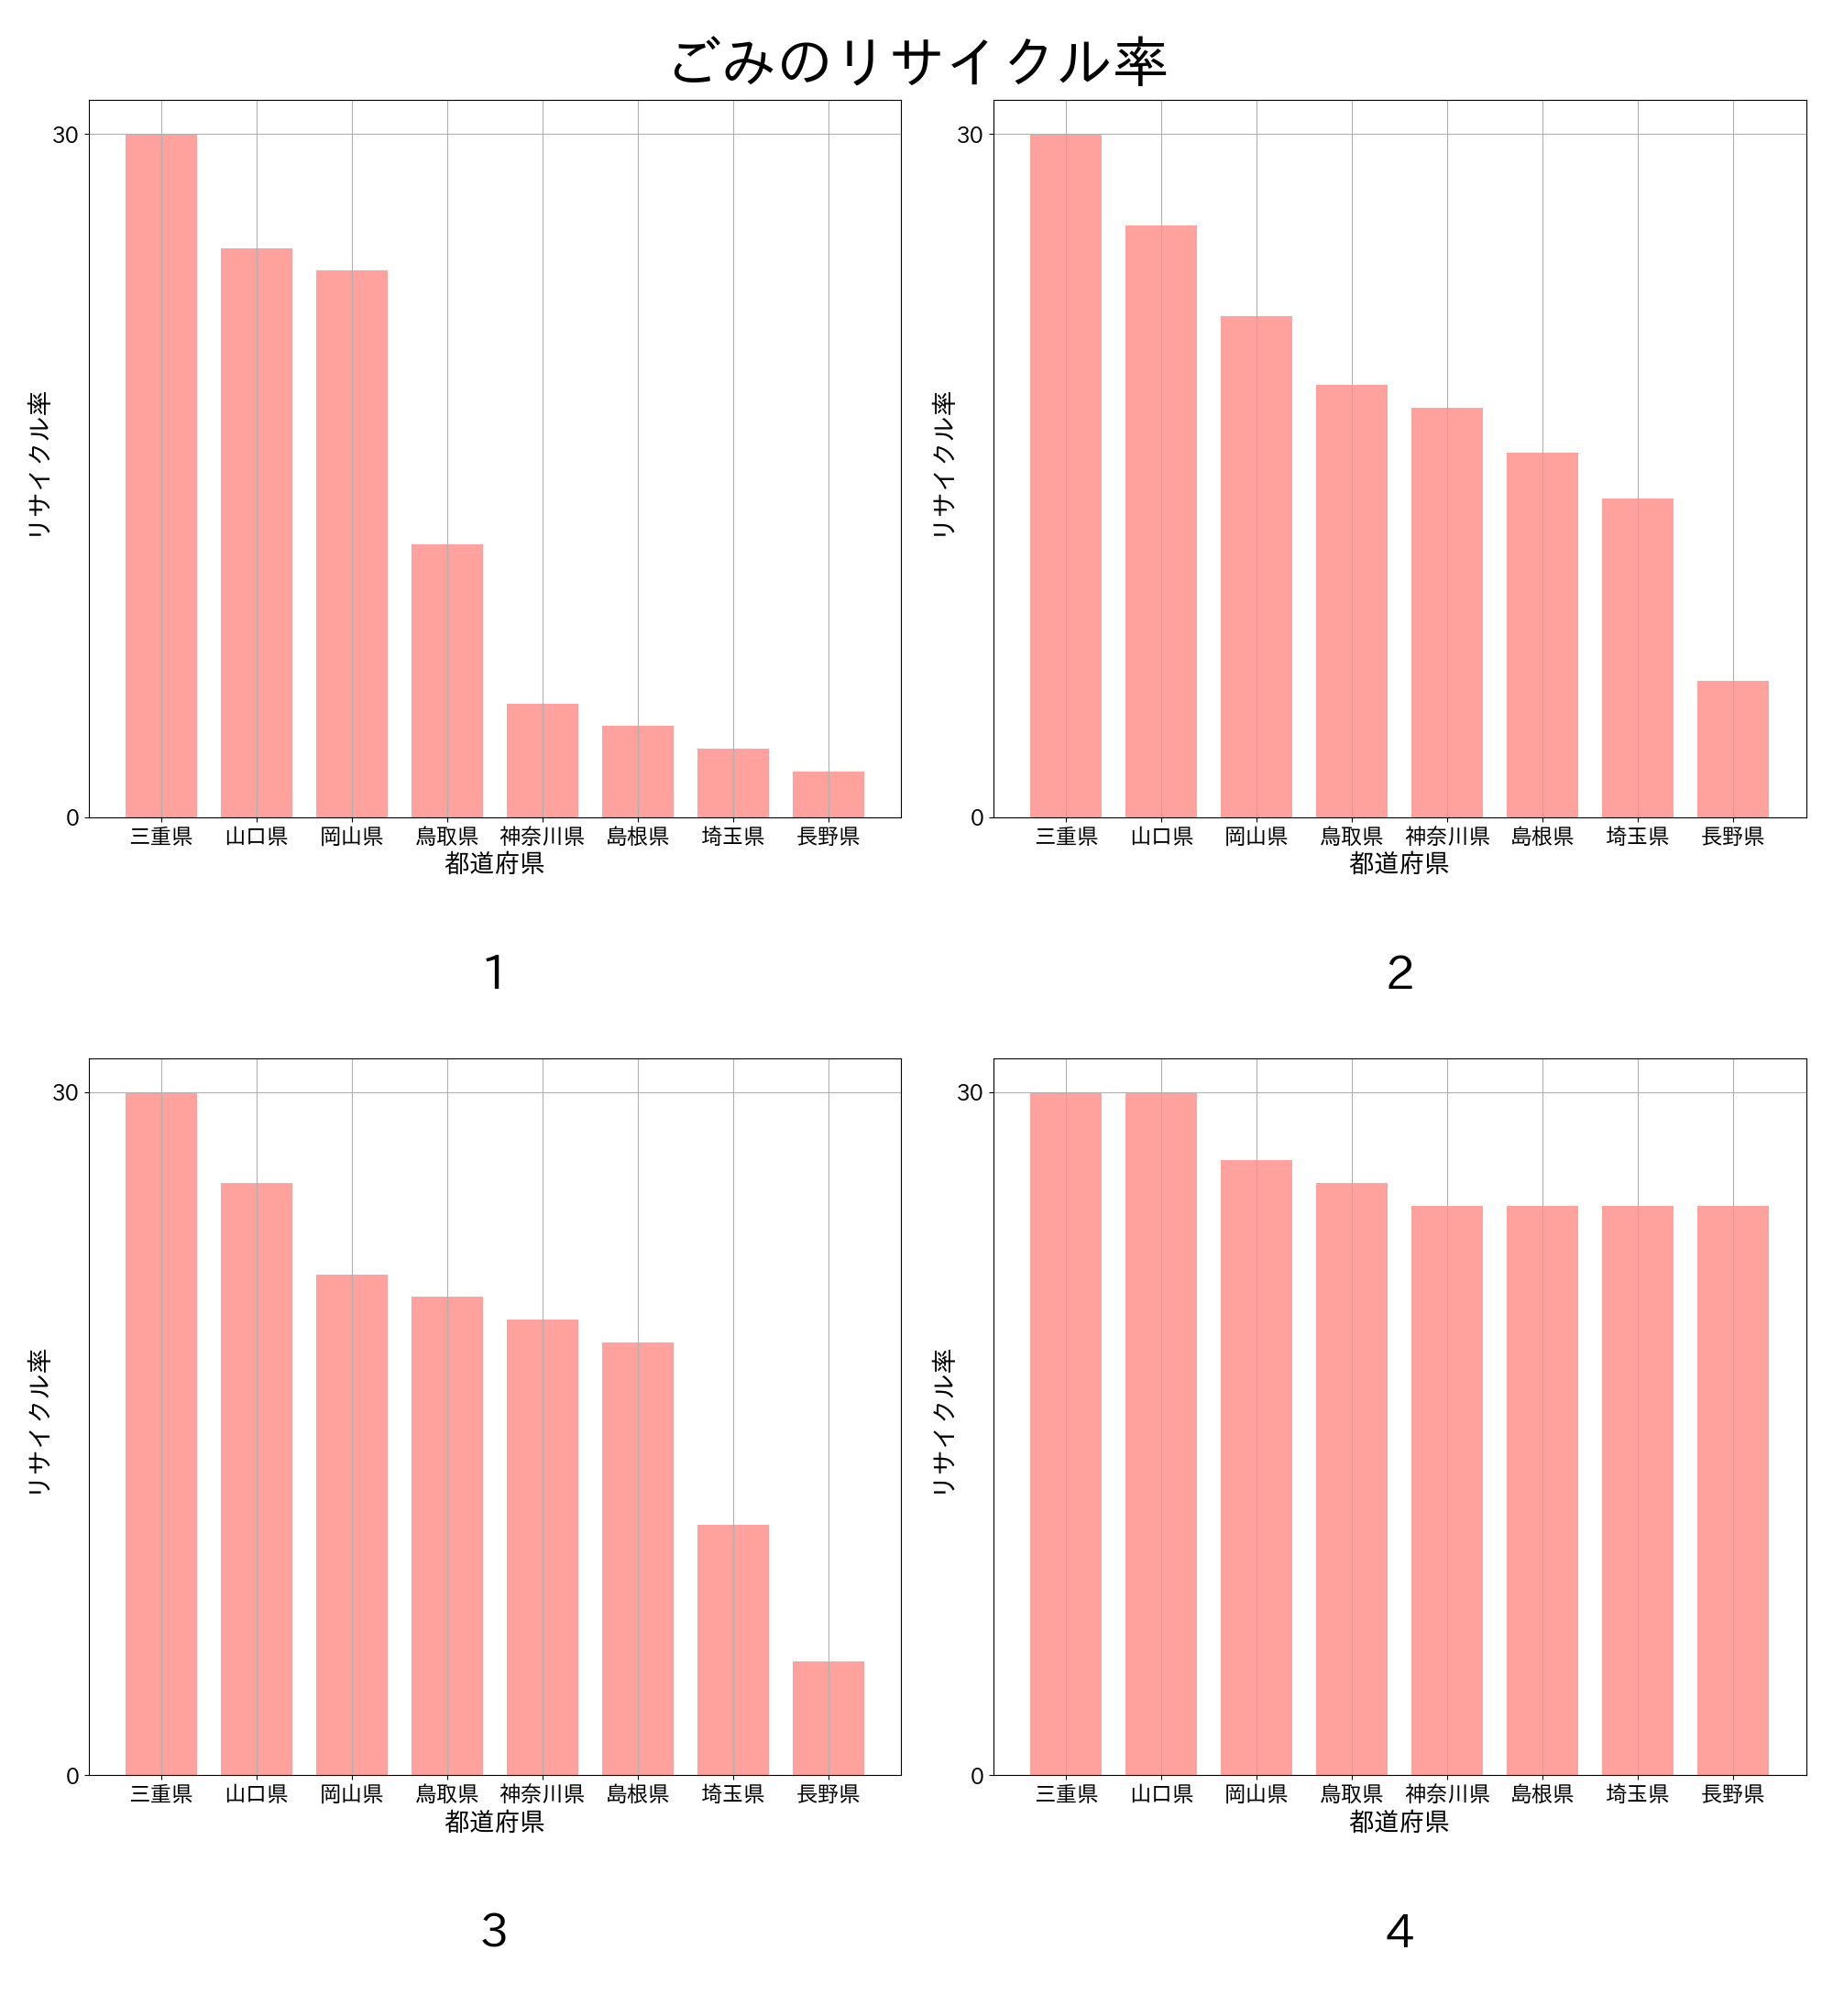 ごみのリサイクル率
30
0
リサイクル率
三重県 山口県 岡山県 鳥取県 神奈川県 島根県 埼玉県 長野県
都道府県
1
30
0
リサイクル率
三重県 山口県 岡山県 鳥取県 神奈川県 島根県 埼玉県 長野県
都道府県
2
30
0
リサイクル率
三重県 山口県 岡山県 鳥取県 神奈川県 島根県 埼玉県 長野県
都道府県
3
30
0
リサイクル率
三重県 山口県 岡山県 鳥取県 神奈川県 島根県 埼玉県 長野県
都道府県
4